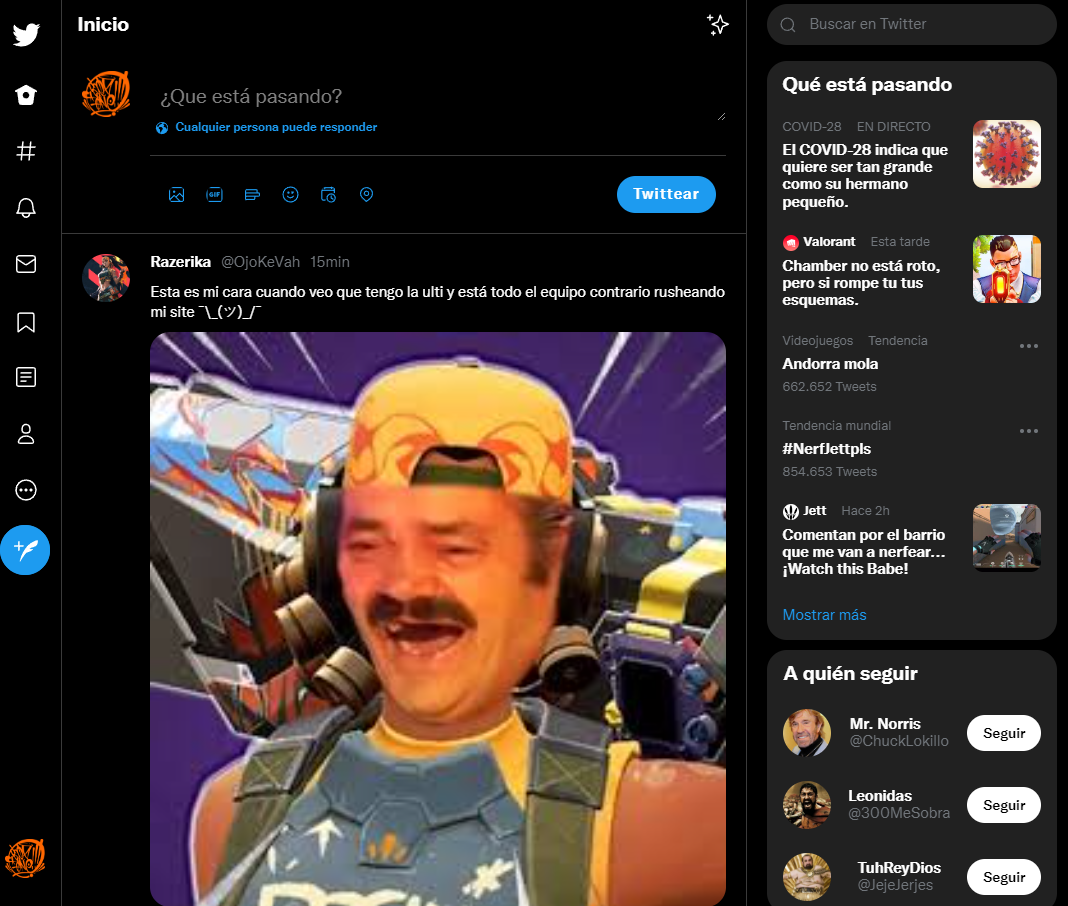 Inicio
¿Que está pasando?
Cualquier persona puede responder
GIF
Twittear
Razerika @OjoKeVah 15min
Esta es mi cara cuando veo que tengo la ulti y está todo el equipo contrario rusheando
mi site ¯\_(ツ)_/¯
Buscar en Twitter
Qué está pasando
COVID-28 EN DIRECTO
El COVID-28 indica que
quiere ser tan grande
como su hermano
pequeño.
Valorant Esta tarde
Chamber no está roto,
pero si rompe tu tus
esquemas.
Videojuegos Tendencia
Andorra mola
662.652 Tweets
Tendencia mundial
#NerfJettpls
854.653 Tweets
Jett Hace 2h
Comentan por el barrio
que me van a nerfear...
¡Watch this Babe!
Mostrar más
A quién seguir
Mr. Norris
@ChuckLokillo
Seguir
Leonidas
@300MeSobra
Seguir
TuhReyDios
@JejeJerjes
Seguir